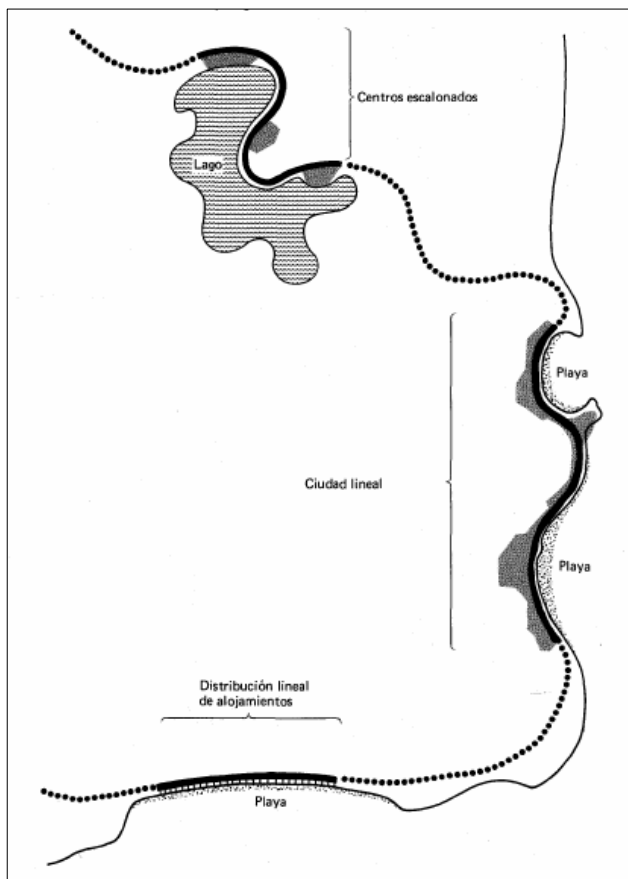 Centros escalonados
Lago
Playa
Ciudad lineal
Playa
Distribución lineal
de alojamientos
Playa